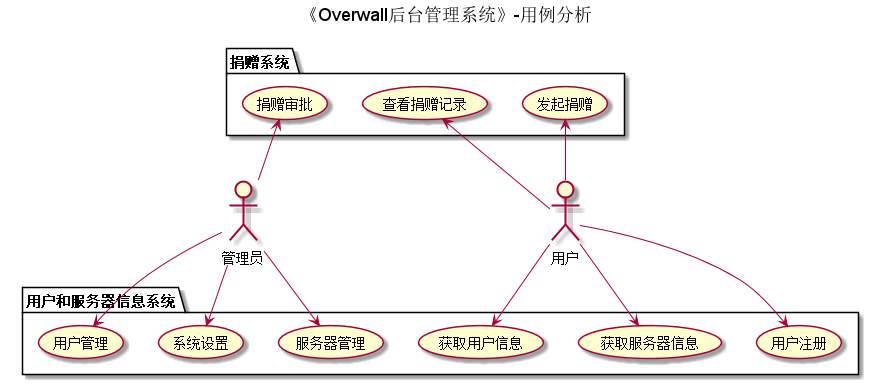 《Overwall后台管理系统》-用例分析
捐赠系统
捐赠审批
查看捐赠记录
发起捐赠
管理员
用户
用户和服务器信息系统
用户管理
系统设置
服务器管理
获取用户信息
获取服务器信息
用户注册